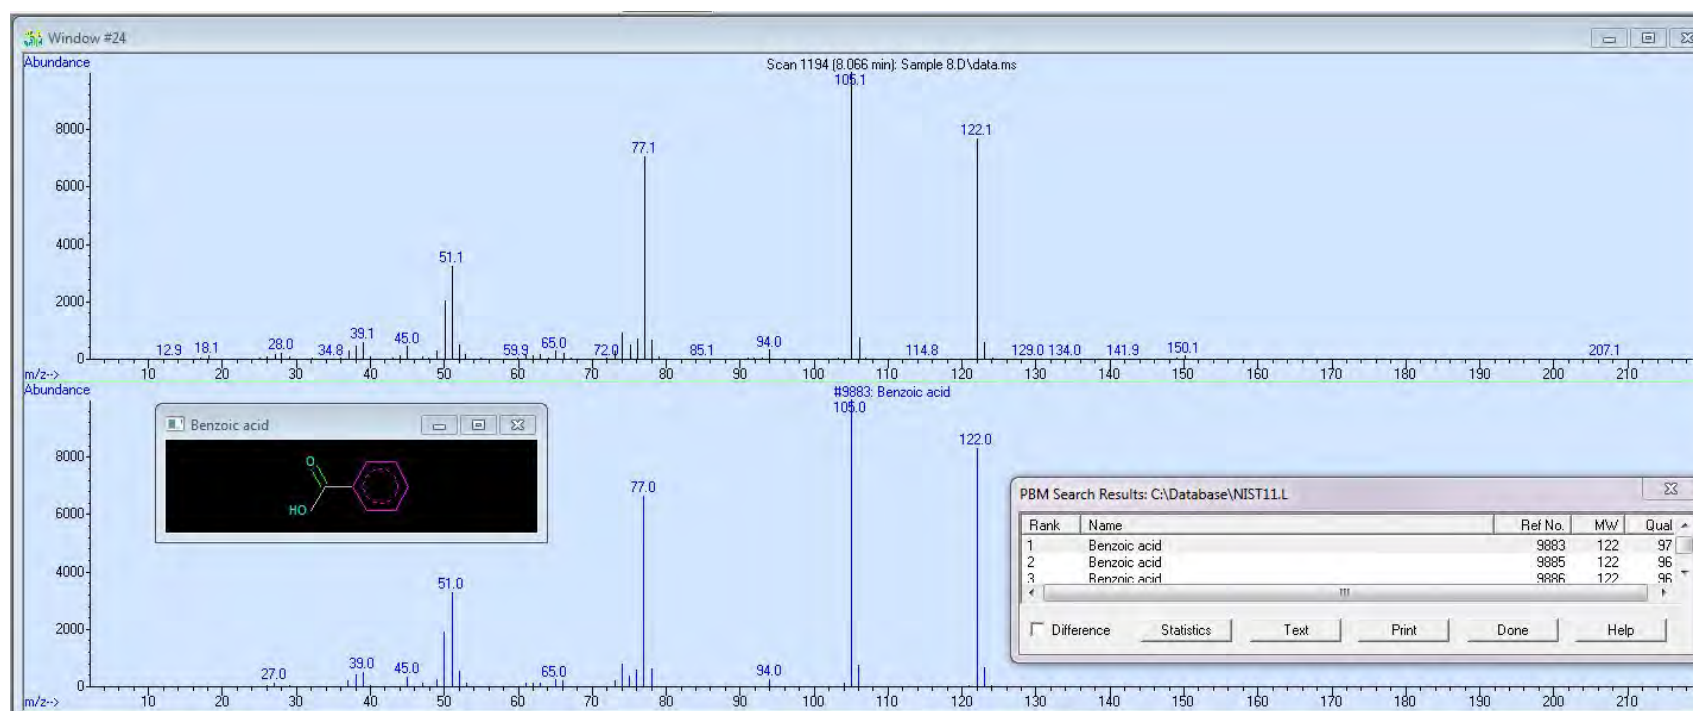 Window #24
Abundance
Scan 1194 (8.066 min): Sample 8.D\data.ms
105.1
8000
122.1
77.1
6000
4000
51.1
2000
0
12.9 18.1 28.0 34.8 39.1 45.0 59.9 65.0 72.0 85.1 94.0 114.8 129.0 134.0 141.9 150.1 207.1
m/z--> 10 20 30 40 50 60 70 80 90 100 110 120 130 140 150 160 170 180 190 200 210
Abundance
#9883: Benzoic acid
105.0
Benzoic acid
O
HO
8000
122.0
77.0
6000
4000
51.0
2000
0
27.0 39.0 45.0 65.0 94.0
m/z--> 10 20 30 40 50 60 70 80 90 100 110 120 130 140 150 160 170 180 190 200 210
PBM Search Results: C:\Database\NIST11.L
Rank Name Ref No. MW Qual
1 Benzoic acid 9883 122 97
2 Benzoic acid 9885 122 96
3 Benzoic acid 9886 122 96
Difference Statistics Text Print Done Help